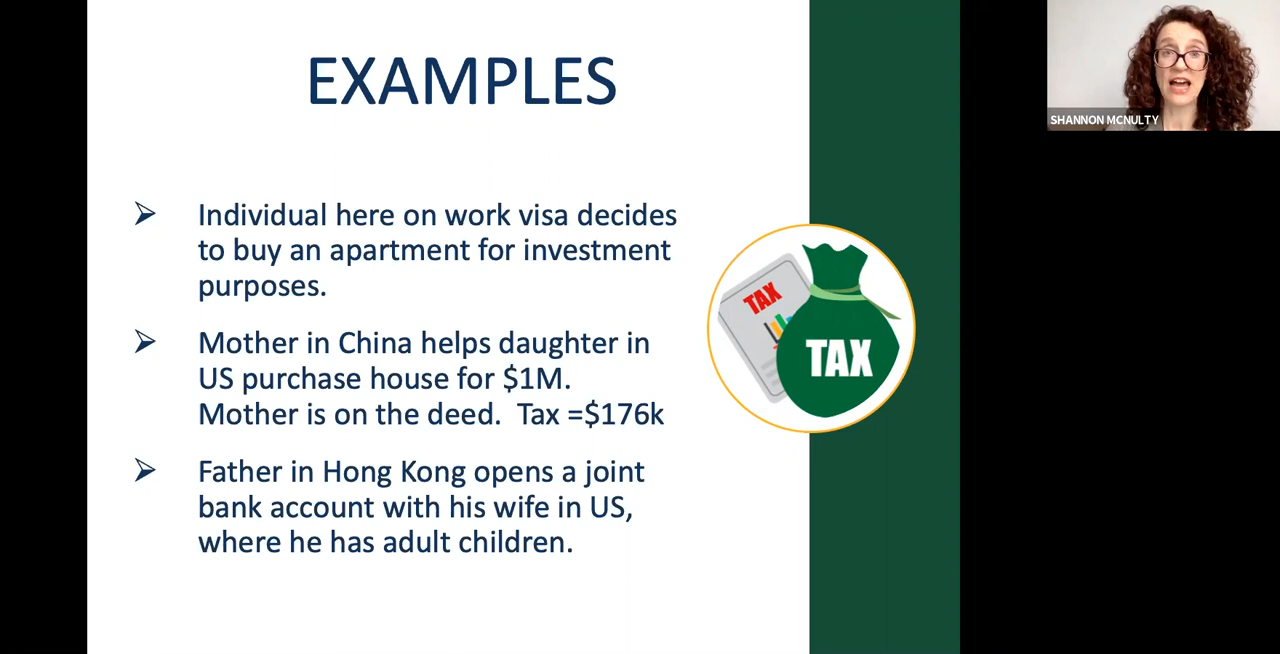 EXAMPLES
SHANNON MCNULTY
➢ Individual here on work visa decides
to buy an apartment for investment
purposes.
➢ Mother in China helps daughter in
US purchase house for $1M.
Mother is on the deed.  Tax =$176k
➢ Father in Hong Kong opens a joint
bank account with his wife in US,
where he has adult children.
TAX
TAX